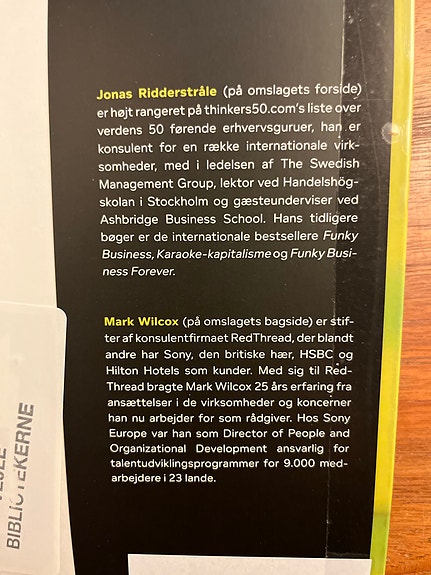 Jonas Ridderstråle (på omslagets forside)
er højt rangeret på thinkers50.com's liste over
verdens 50 førende erhvervsguruer, han er
konsulent for en række internationale virk-
somheder, med i ledelsen af The Swedish
Management Group, lektor ved Handelshög-
skolan i Stockholm og gæsteunderviser ved
Ashbridge Business School. Hans tidligere
bøger er de internationale bestsellere Funky
Business, Karaoke-kapitalisme og Funky Busi-
ness Forever.
Mark Wilcox (på omslagets bagside) er stif-
ter af konsulentfirmaet RedThread, der blandt
andre har Sony, den britiske hær, HSBC og
Hilton Hotels som kunder. Med sig til Red-
Thread bragte Mark Wilcox 25 års erfaring fra
ansættelser i de virksomheder og koncerner
han nu arbejder for som rådgiver. Hos Sony
Europe var han som Director of People and
Organizational Development ansvarlig for
talentudviklingsprogrammer for 9.000 med-
arbejdere i 23 lande.
BIBLIOTEKERNE